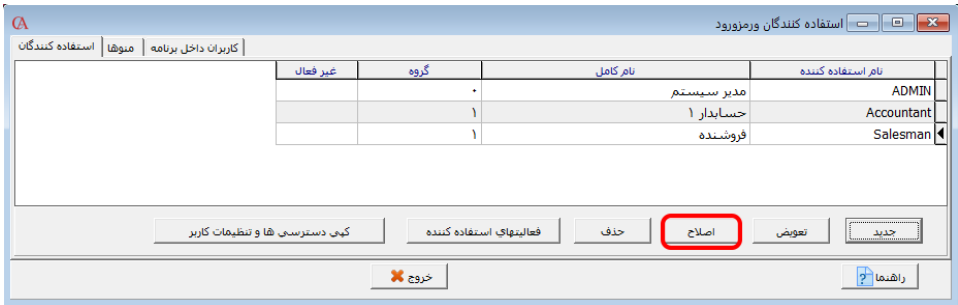 استفاده کنندگان ورمزورود
کاربران داخل برنامه منوها استفاده کنندگان
نام استفاده کننده نام کامل گروه غیر فعال
ADMIN مدیر سیستم ۰
Accountant حسابدار ۱ ۱
Salesman فروشنده ۱
جدید تعویض اصلاح حذف فعالیتهاي استفاده کننده کپی دسترسی ها و تنظیمات کاربر
راهنما خروج